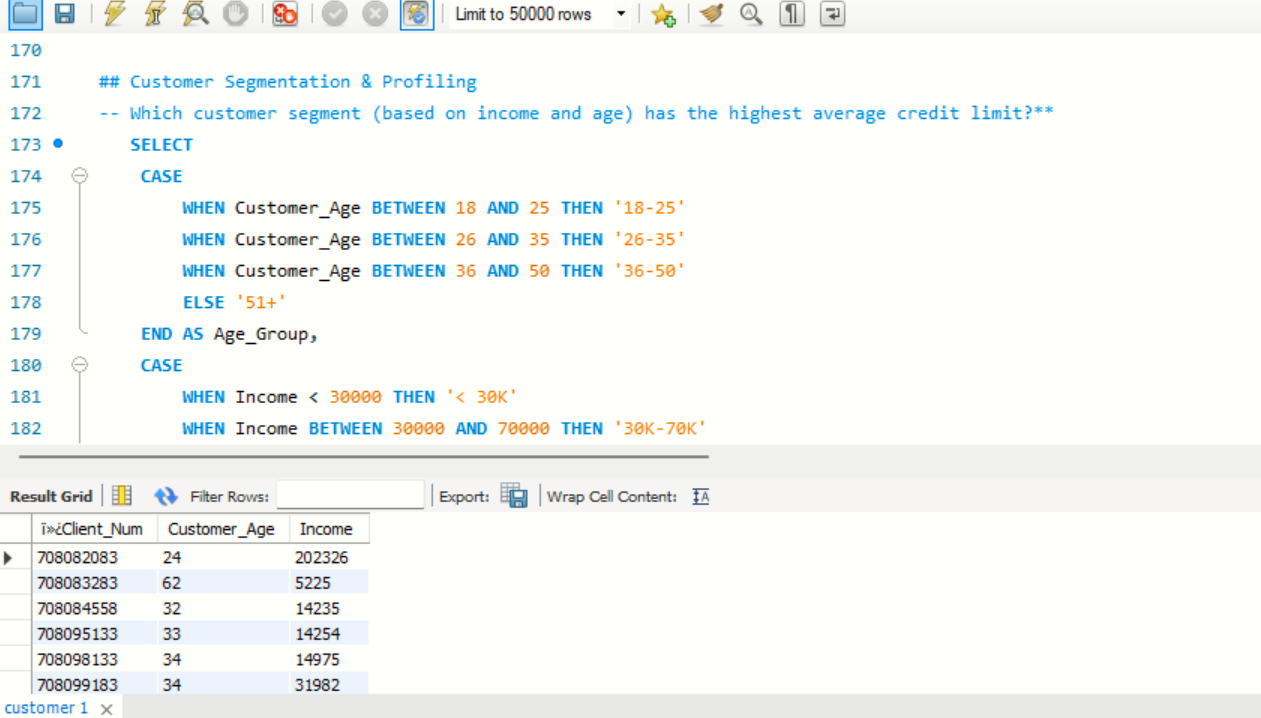 Limit to 50000 rows
170
171 ## Customer Segmentation & Profiling
172 -- Which customer segment (based on income and age) has the highest average credit limit?**
173 SELECT
174 CASE
175 WHEN Customer_Age BETWEEN 18 AND 25 THEN '18-25'
176 WHEN Customer_Age BETWEEN 26 AND 35 THEN '26-35'
177 WHEN Customer_Age BETWEEN 36 AND 50 THEN '36-50'
178 ELSE '51+'
179 END AS Age_Group,
180 CASE
181 WHEN Income < 30000 THEN '< 30K'
182 WHEN Income BETWEEN 30000 AND 70000 THEN '30K-70K'
Result Grid Filter Rows: Export: Wrap Cell Content:
ï»¿Client_Num Customer_Age Income
708082083 24 202326
708083283 62 5225
708084558 32 14235
708095133 33 14254
708098133 34 14975
708099183 34 31982
customer 1